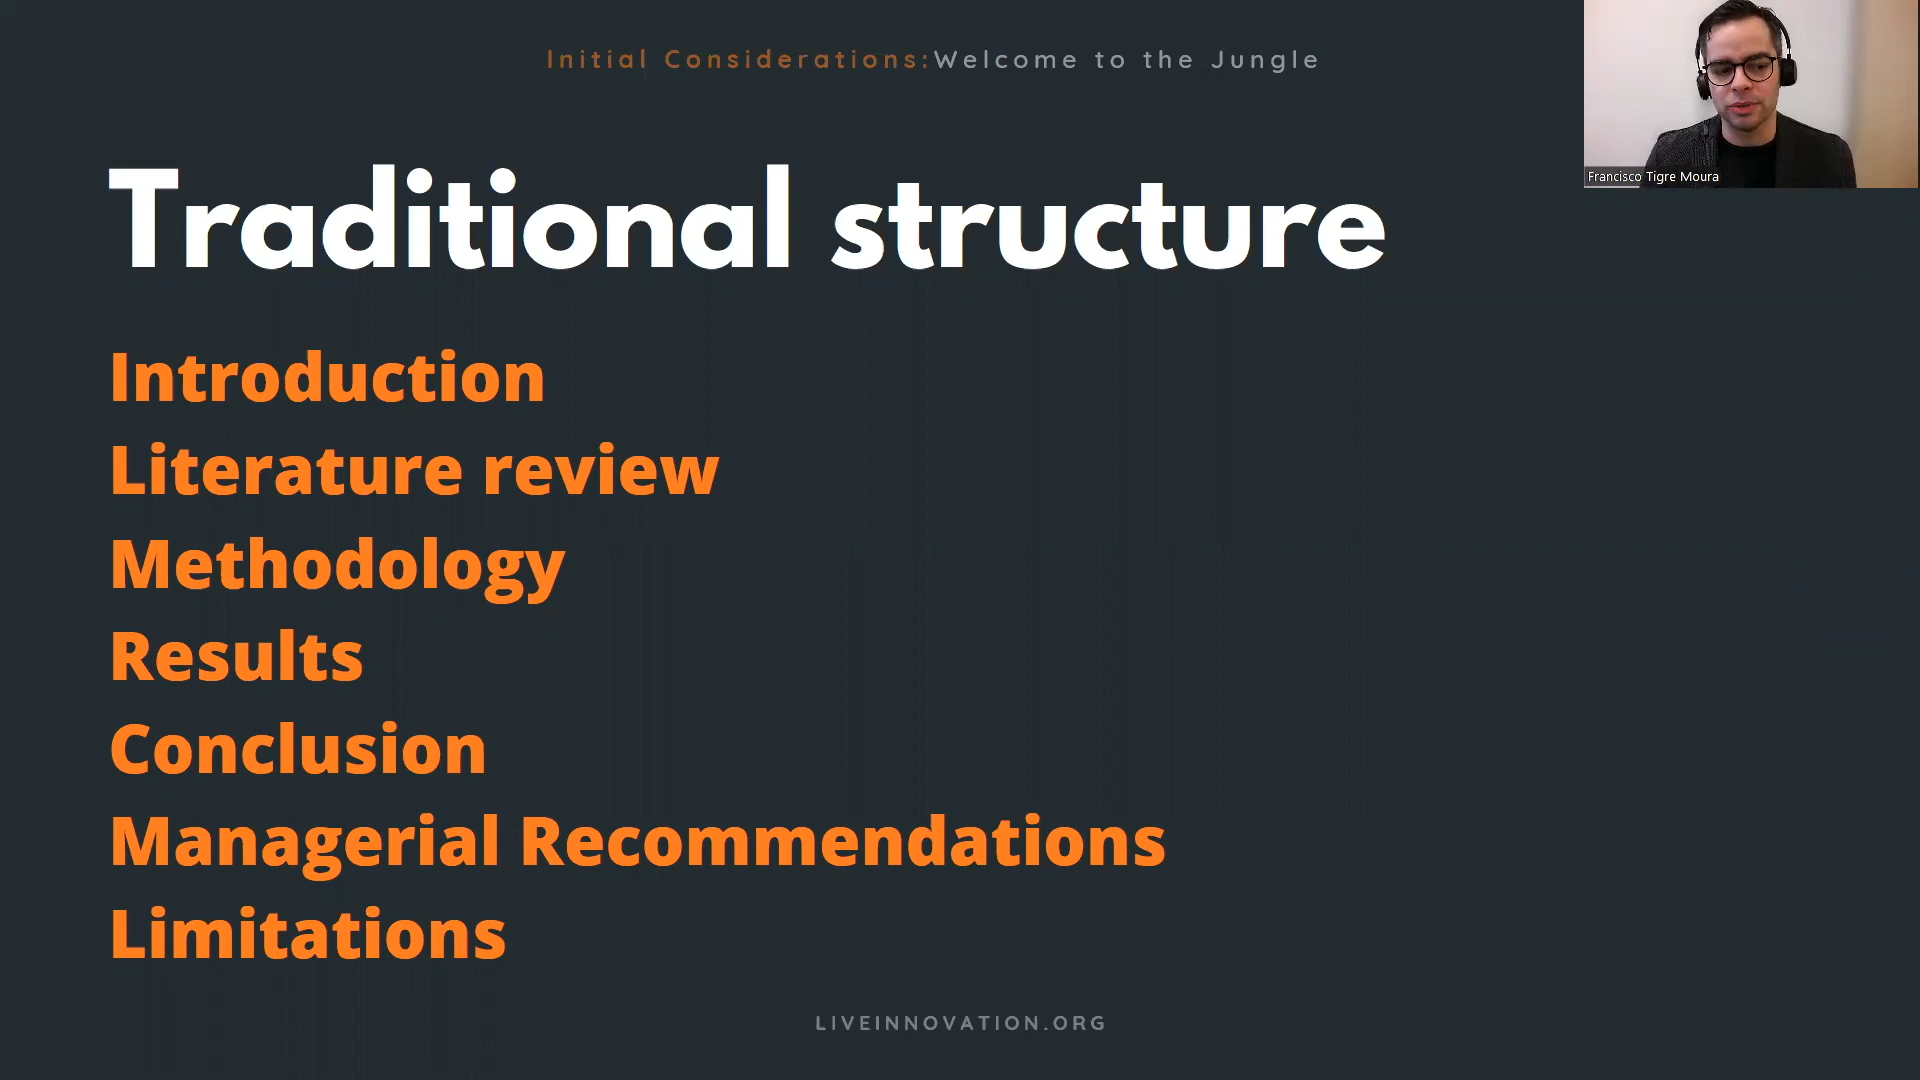 Initial Considerations:Welcome to the Jungle
Francisco Tigre Moura
Traditional structure
Introduction
Literature review
Methodology
Results
Conclusion
Managerial Recommendations
Limitations
LIVEINNOVATION.ORG